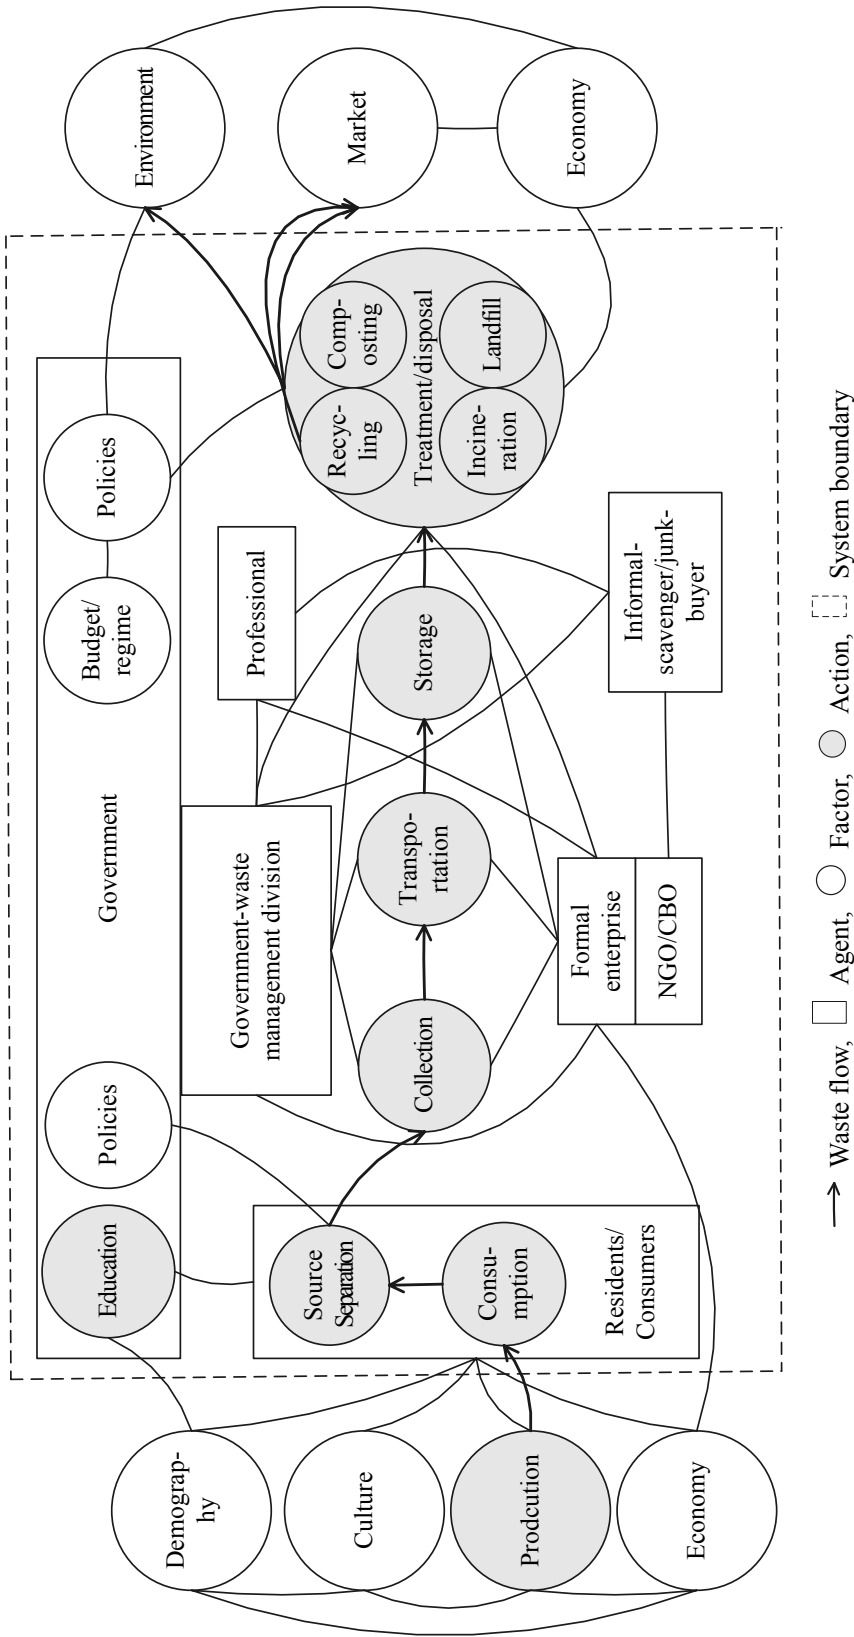 Demograp-
hy
Culture
Prodcution
Economy
Education
Policies
Government
Budget/
regime
Policies
Source
Separation
Consu-
mption
Residents/
Consumers
Government-waste
management division
Professional
Collection
Transpo-
rtation
Storage
Formal
enterprise
NGO/CBO
Informal-
scavenger/junk-
buyer
Recyc-
ling
Comp-
osting
Treatment/disposal
Incine-
ration
Landfill
Environment
Market
Economy
Waste flow, Agent, Factor, Action, System boundary